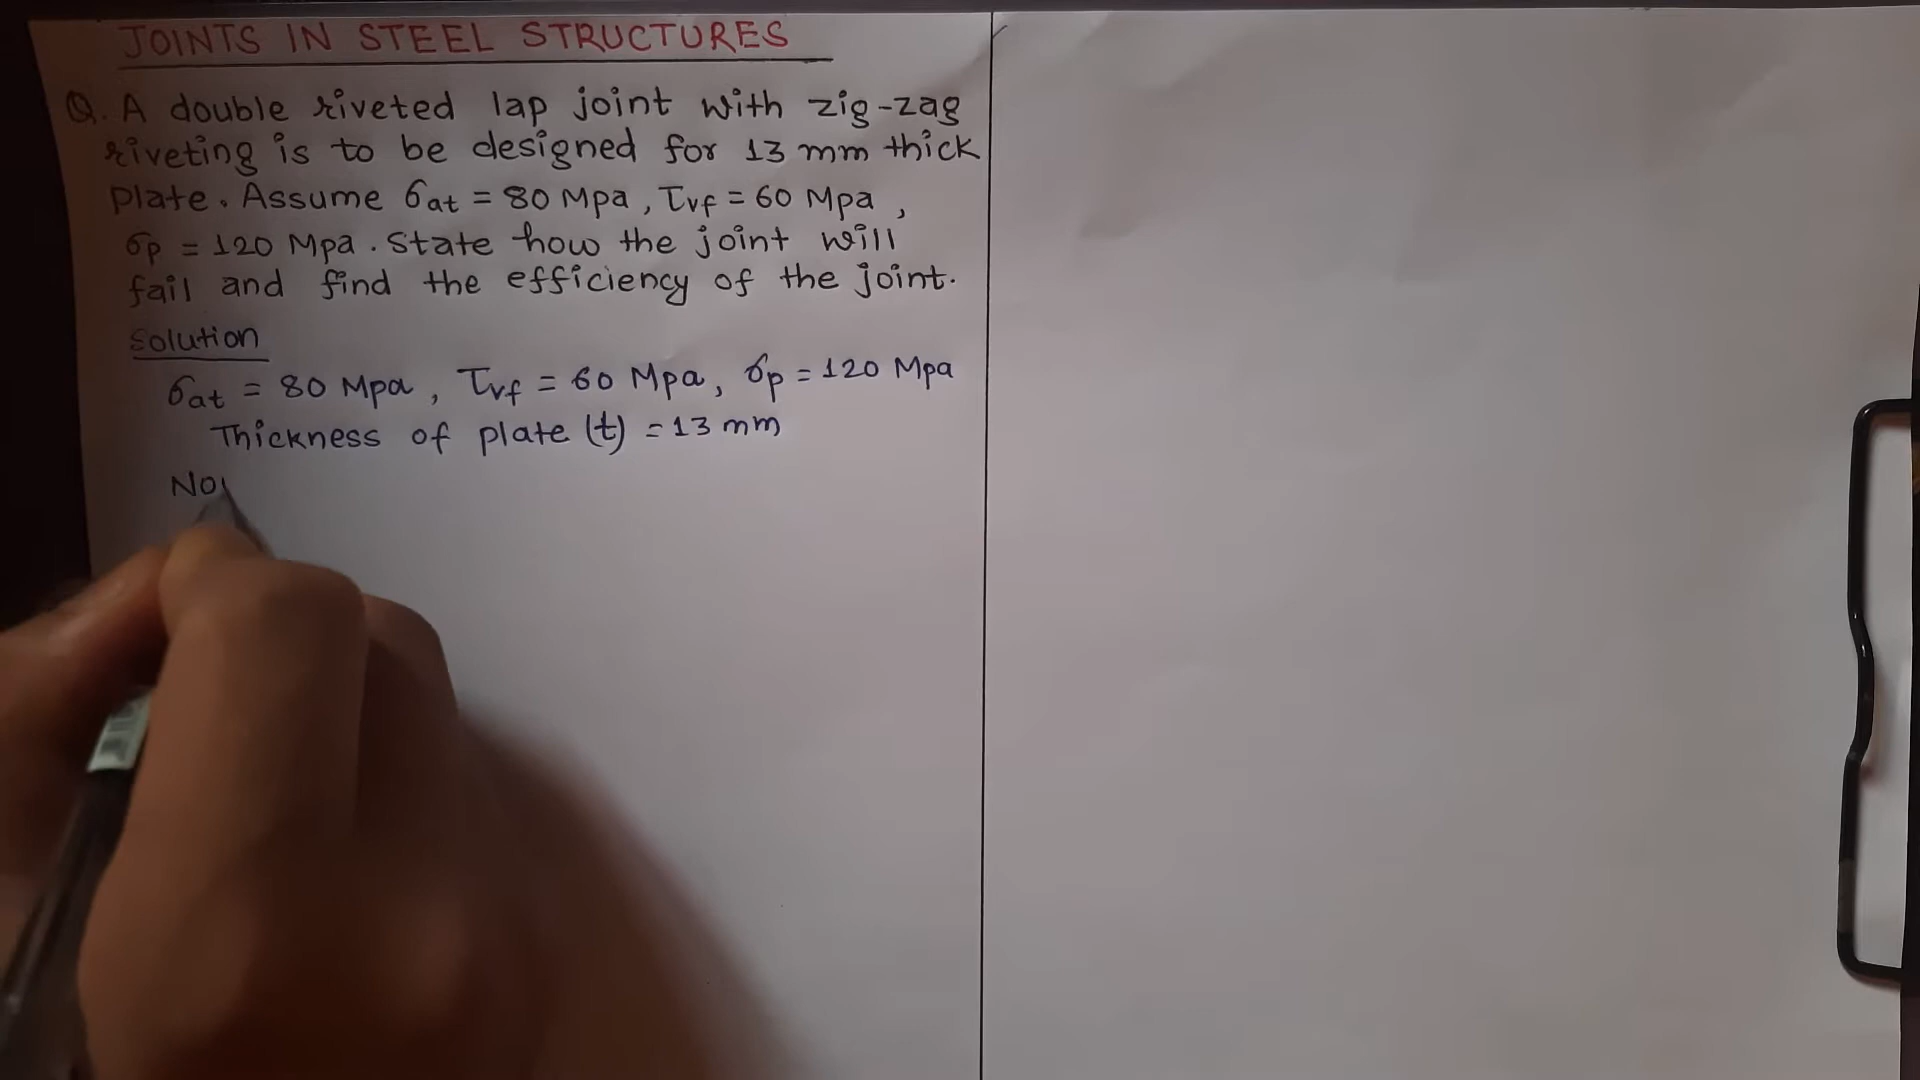 JOINTS IN STEEL STRUCTURES
Q. A double riveted lap joint with zig-zag
riveting is to be designed for 13 mm thick
plate. Assume σat = 80 Mpa, τvf = 60 Mpa,
σp = 120 Mpa. State how the joint will
fail and find the efficiency of the joint.
Solution
σat = 80 Mpa, τvf = 60 Mpa, σp = 120 Mpa
Thickness of plate (t) = 13 mm